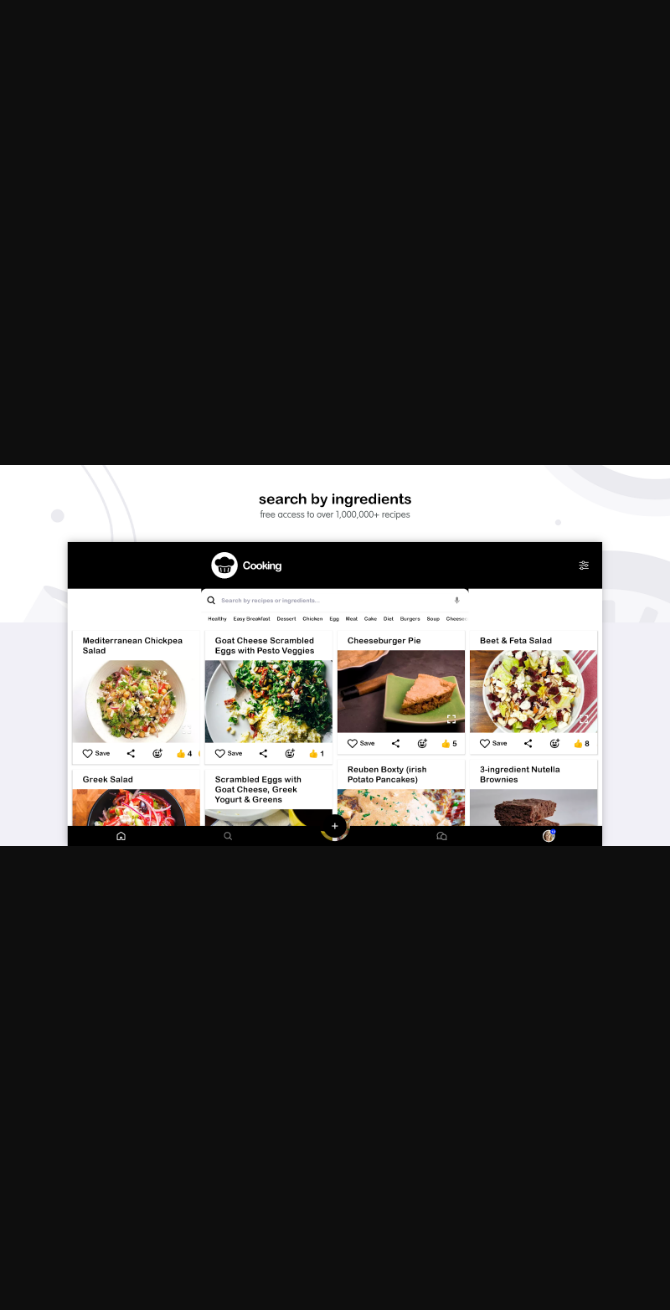 search by ingredients
free access to over 1,000,000+ recipes
Cooking
Search by recipes or ingredients...
Healthy Easy Breakfast Dessert Chicken Egg Meal Cake Diet Burgers Soup Cheese
Mediterranean Chickpea
Salad
Save
4
Greek Salad
Goat Cheese Scrambled
Eggs with Pesto Veggies
Save
1
Scrambled Eggs with
Goat Cheese, Greek
Yogurt & Greens
Cheeseburger Pie
Save
5
Reuben Boxty (irish
Potato Pancakes)
Beet & Feta Salad
Save
8
3-ingredient Nutella
Brownies